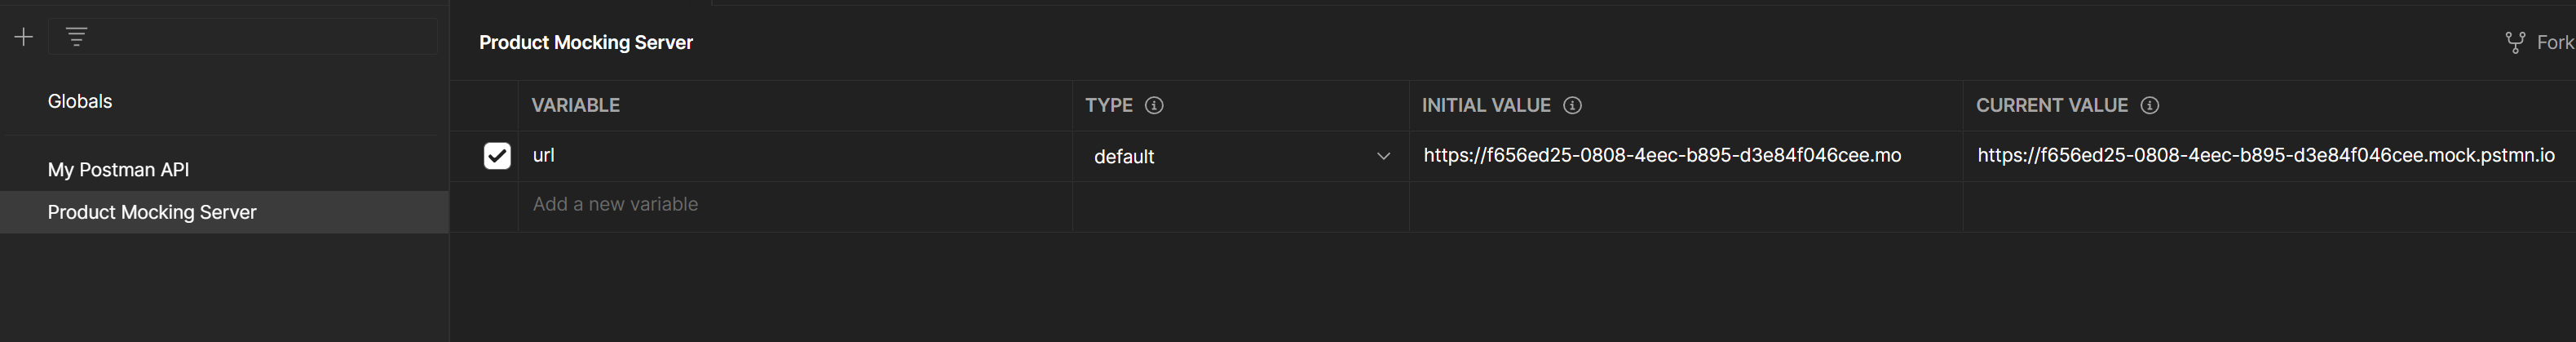 Globals
My Postman API
Product Mocking Server
Product Mocking Server
Fork
VARIABLE TYPE INITIAL VALUE CURRENT VALUE
url default https://f656ed25-0808-4eec-b895-d3e84f046cee.mo https://f656ed25-0808-4eec-b895-d3e84f046cee.mock.pstmn.io
Add a new variable